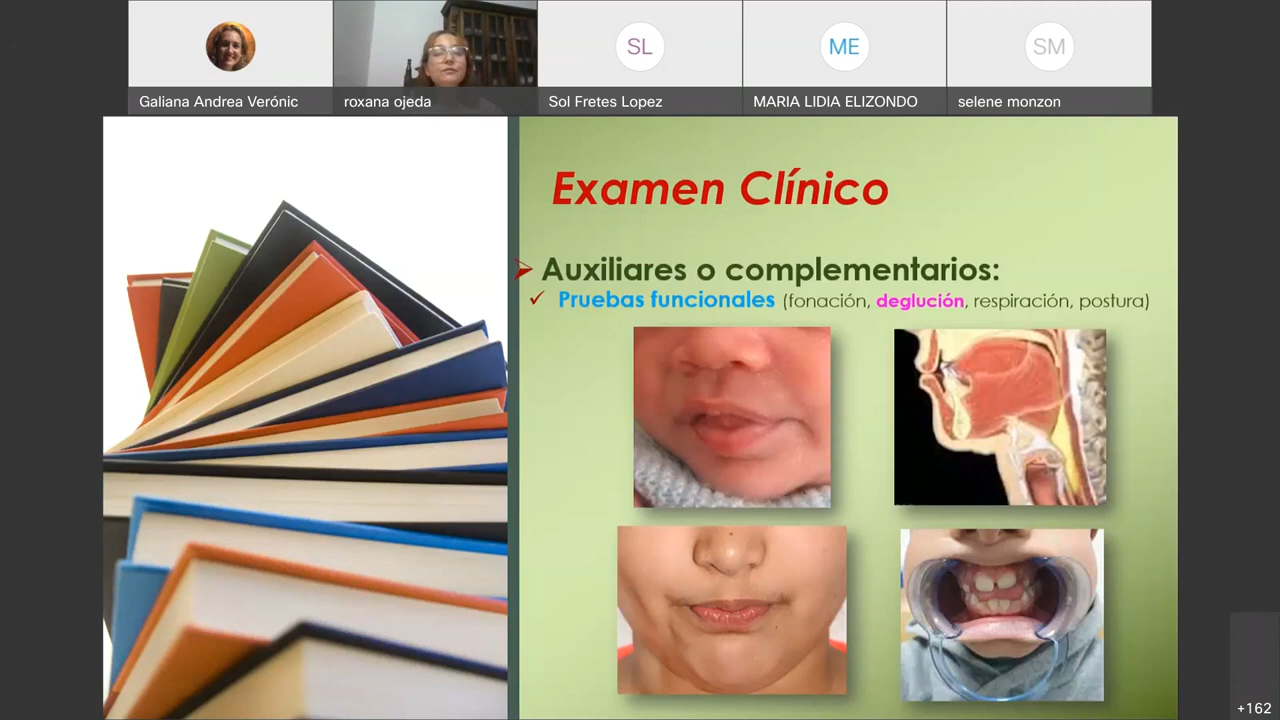 SL
ME
SM
Galiana Andrea Verónic
roxana ojeda
Sol Fretes Lopez
MARIA LIDIA ELIZONDO
selene monzon
Examen Clínico
Auxiliares o complementarios:
Pruebas funcionales (fonación, deglución, respiración, postura)
+162